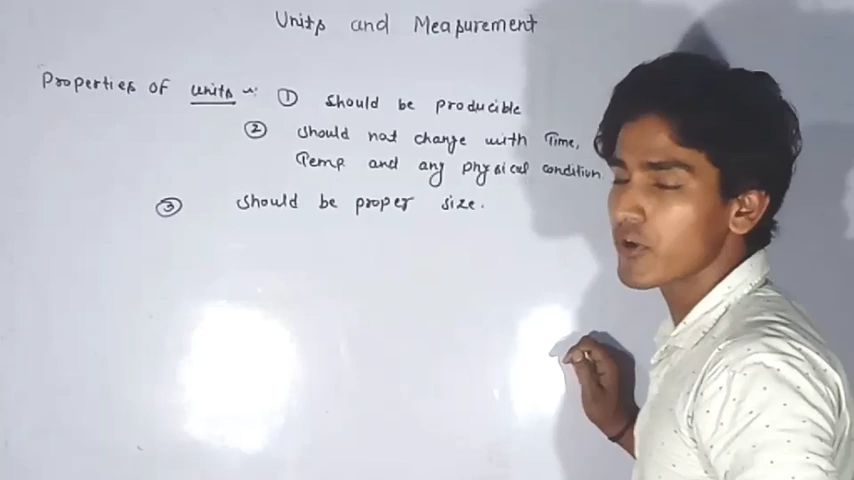 Units and Measurement
Properties of units :- ① should be producible
② should not change with Time,
Temp and any physical condition
③ should be proper size.